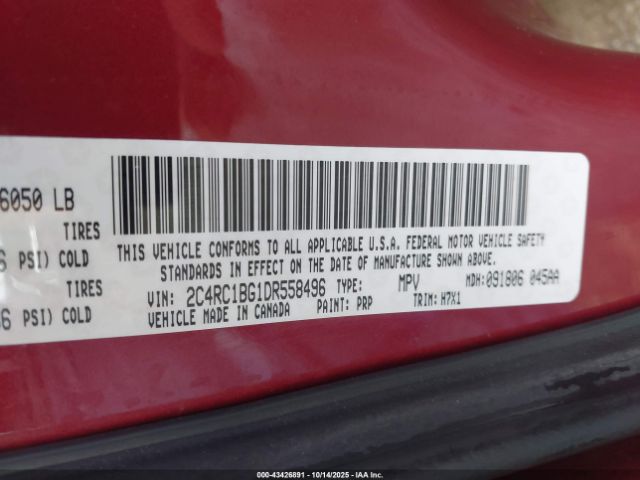 6050 LB
TIRES
PSI) COLD
TIRES
PSI) COLD
THIS VEHICLE CONFORMS TO ALL APPLICABLE U.S.A. FEDERAL MOTOR VEHICLE SAFETY
STANDARDS IN EFFECT ON THE DATE OF MANUFACTURE SHOWN ABOVE.
VIN: 2C4RC1BG1DR558496 TYPE: MPV MDH:091806 045AA
VEHICLE MADE IN CANADA PAINT: PRP TRIM: H7X1
000-43426891 - 10/14/2025 - IAA Inc.